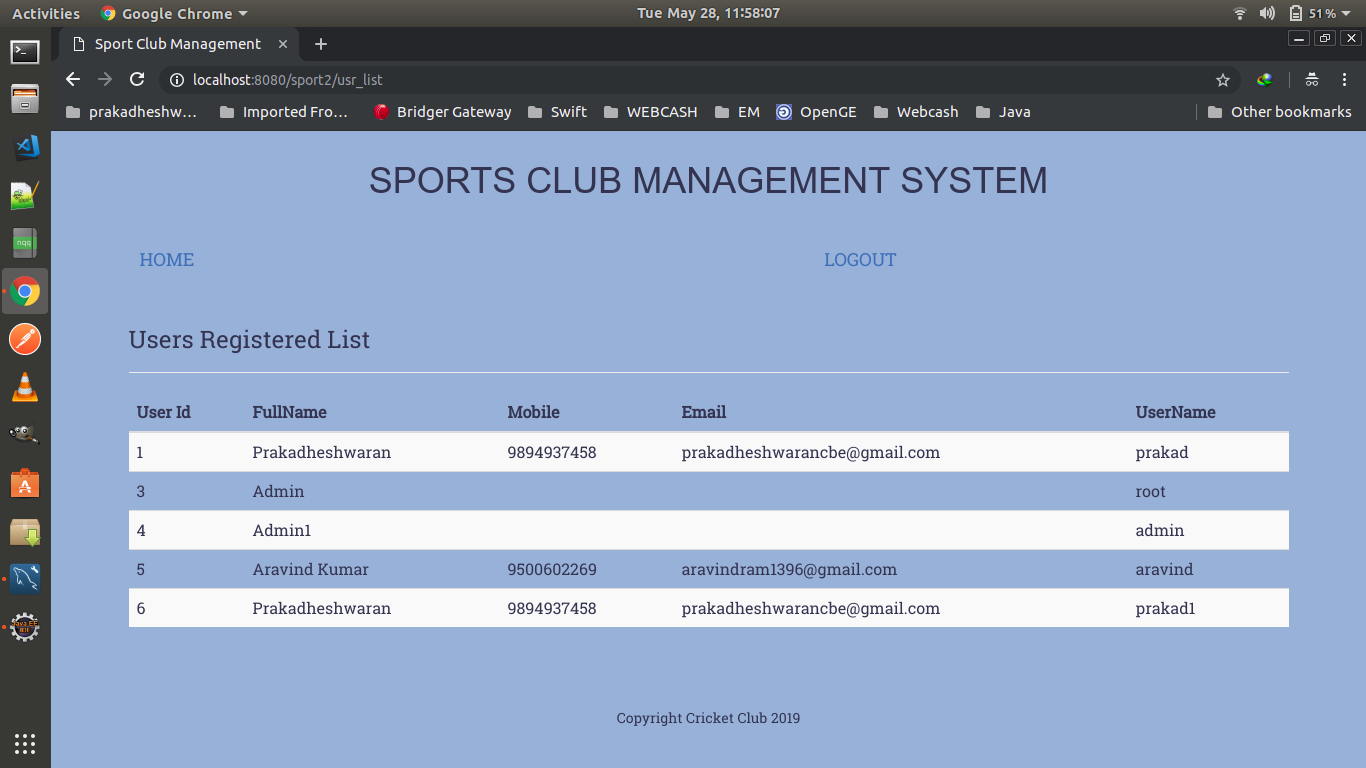 Activities Google Chrome Tue May 28, 11:58:07 51%
Sport Club Management
localhost:8080/sport2/usr_list
prakadheshw... Imported Fro... Bridger Gateway Swift WEBCASH EM OpenGE Webcash Java Other bookmarks
SPORTS CLUB MANAGEMENT SYSTEM
HOME LOGOUT
Users Registered List
User Id FullName Mobile Email UserName
1 Prakadheshwaran 9894937458 prakadheshwarancbe@gmail.com prakad
3 Admin root
4 Admin1 admin
5 Aravind Kumar 9500602269 aravindram1396@gmail.com aravind
6 Prakadheshwaran 9894937458 prakadheshwarancbe@gmail.com prakad1
Copyright Cricket Club 2019